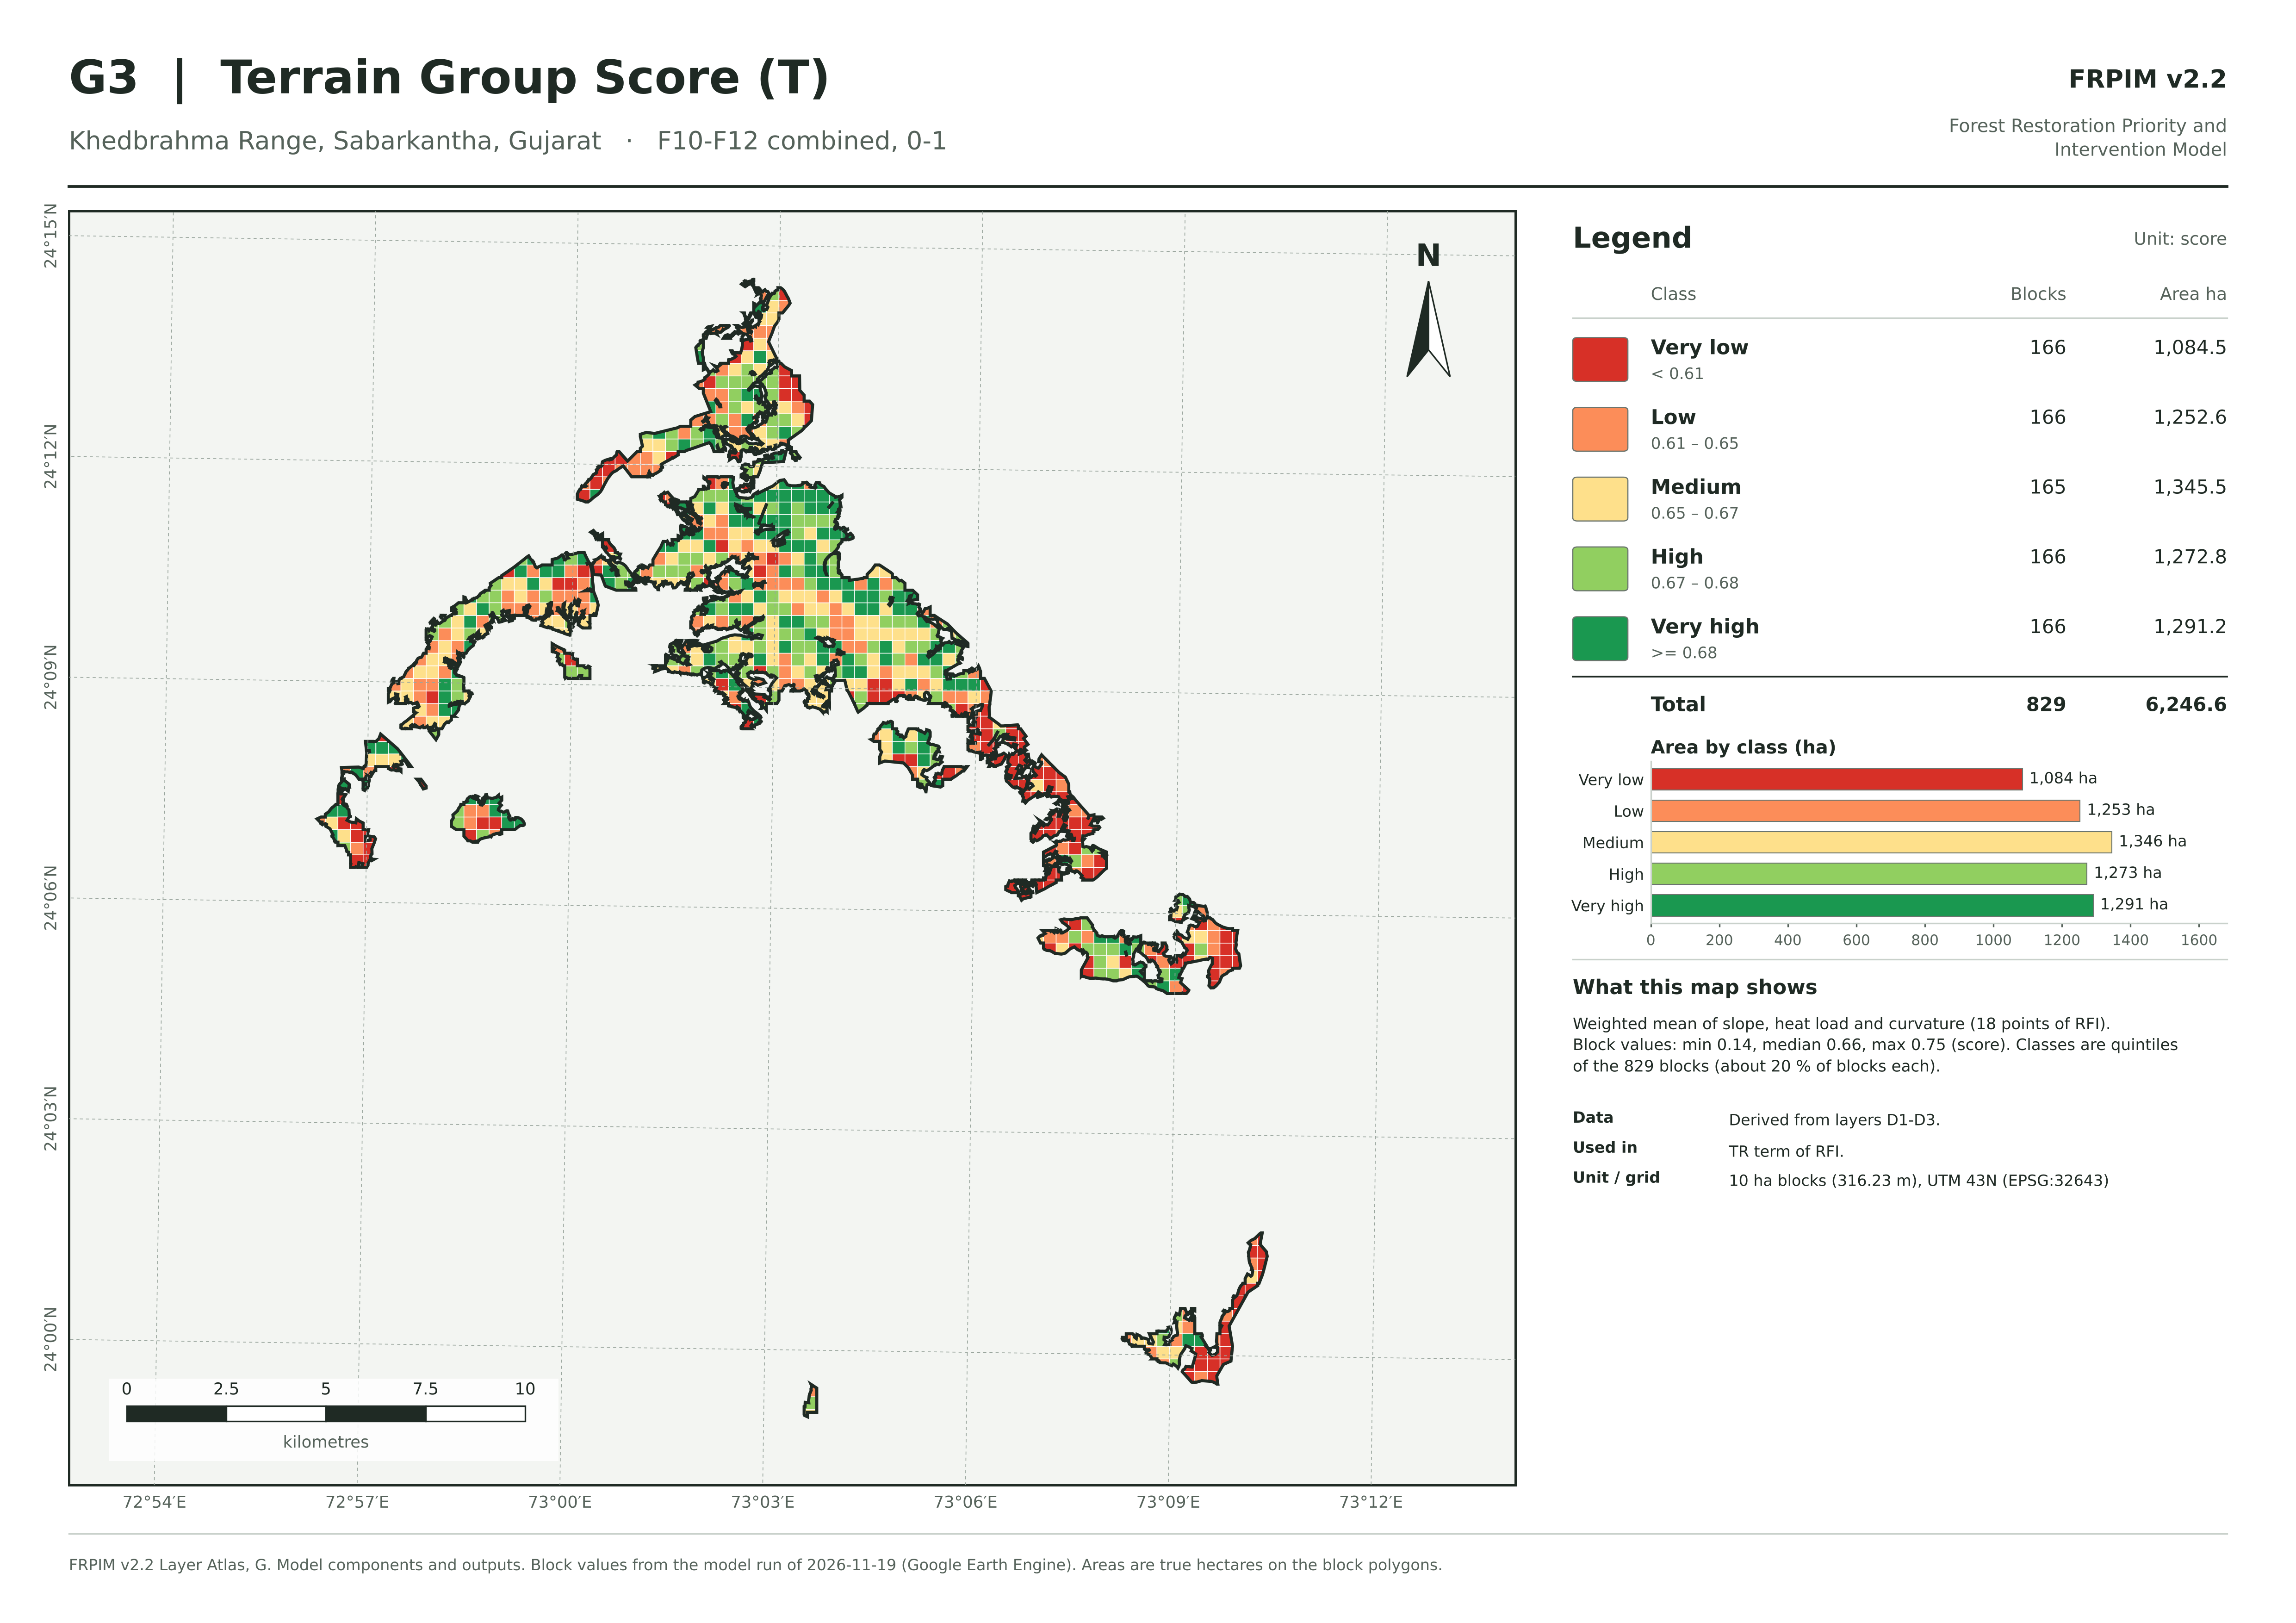 G3 | Terrain Group Score (T)
FRPIM v2.2
Khedbrahma Range, Sabarkantha, Gujarat · F10-F12 combined, 0-1
Forest Restoration Priority and
Intervention Model
24°15′N
24°12′N
24°09′N
24°06′N
24°03′N
24°00′N
N
0 2.5 5 7.5 10
kilometres
72°54′E 72°57′E 73°00′E 73°03′E 73°06′E 73°09′E 73°12′E
Legend Unit: score
Class Blocks Area ha
Very low 166 1,084.5
< 0.61
Low 166 1,252.6
0.61 – 0.65
Medium 165 1,345.5
0.65 – 0.67
High 166 1,272.8
0.67 – 0.68
Very high 166 1,291.2
>= 0.68
Total 829 6,246.6
Area by class (ha)
Very low 1,084 ha
Low 1,253 ha
Medium 1,346 ha
High 1,273 ha
Very high 1,291 ha
0 200 400 600 800 1000 1200 1400 1600
What this map shows
Weighted mean of slope, heat load and curvature (18 points of RFI).
Block values: min 0.14, median 0.66, max 0.75 (score). Classes are quintiles
of the 829 blocks (about 20 % of blocks each).
Data Derived from layers D1-D3.
Used in TR term of RFI.
Unit / grid 10 ha blocks (316.23 m), UTM 43N (EPSG:32643)
FRPIM v2.2 Layer Atlas, G. Model components and outputs. Block values from the model run of 2026-11-19 (Google Earth Engine). Areas are true hectares on the block polygons.